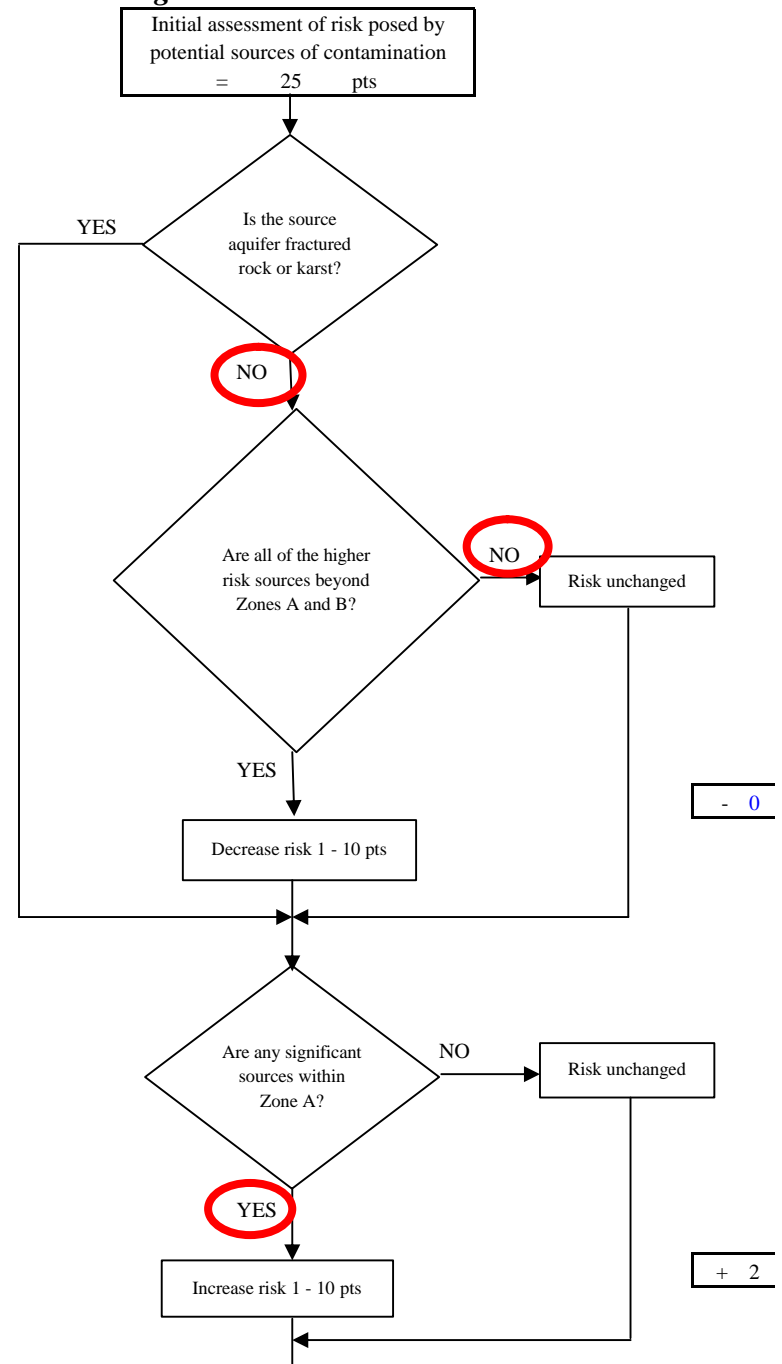 Initial assessment of risk posed by
potential sources of contamination
= 25 pts
YES
Is the source
aquifer fractured
rock or karst?
NO
Are all of the higher
risk sources beyond
Zones A and B?
NO
Risk unchanged
YES
- 0
Decrease risk 1 - 10 pts
Are any significant
sources within
Zone A?
NO
Risk unchanged
YES
+ 2
Increase risk 1 - 10 pts